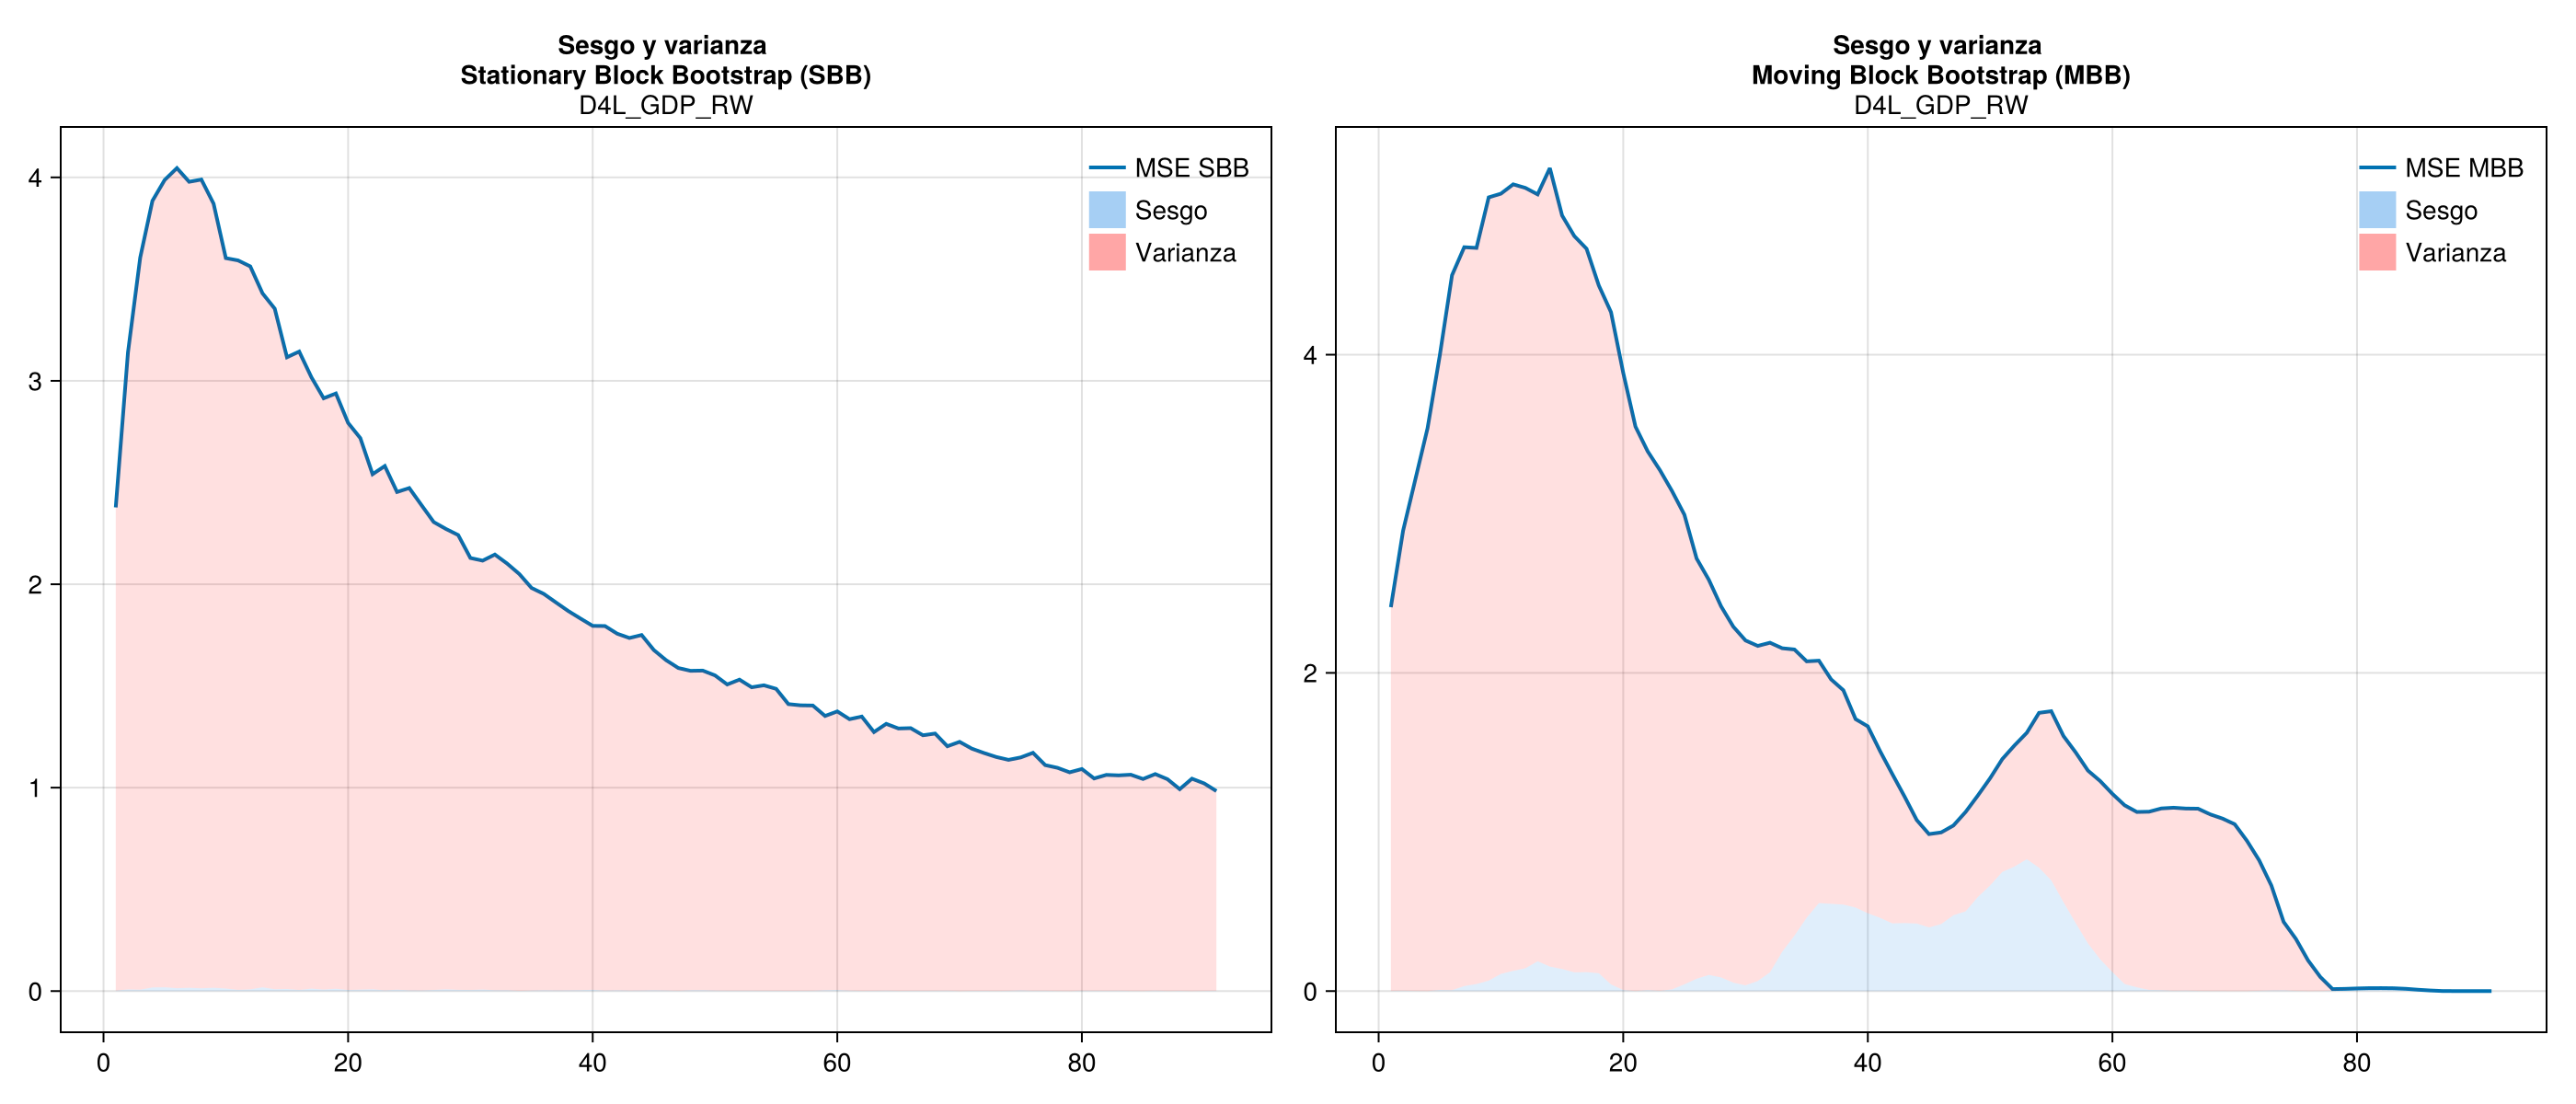 Sesgo y varianza
Stationary Block Bootstrap (SBB)
D4L_GDP_RW
MSE SBB
Sesgo
Varianza
4
3
2
1
0
0 20 40 60 80
Sesgo y varianza
Moving Block Bootstrap (MBB)
D4L_GDP_RW
MSE MBB
Sesgo
Varianza
4
2
0
0 20 40 60 80